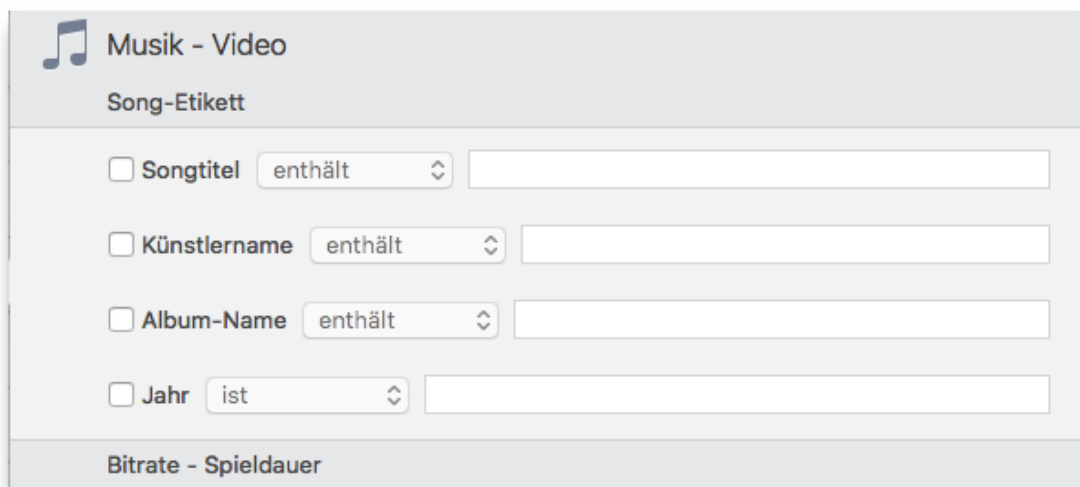 Musik - Video
Song-Etikett
Songtitel enthält
Künstlername enthält
Album-Name enthält
Jahr ist
Bitrate - Spieldauer